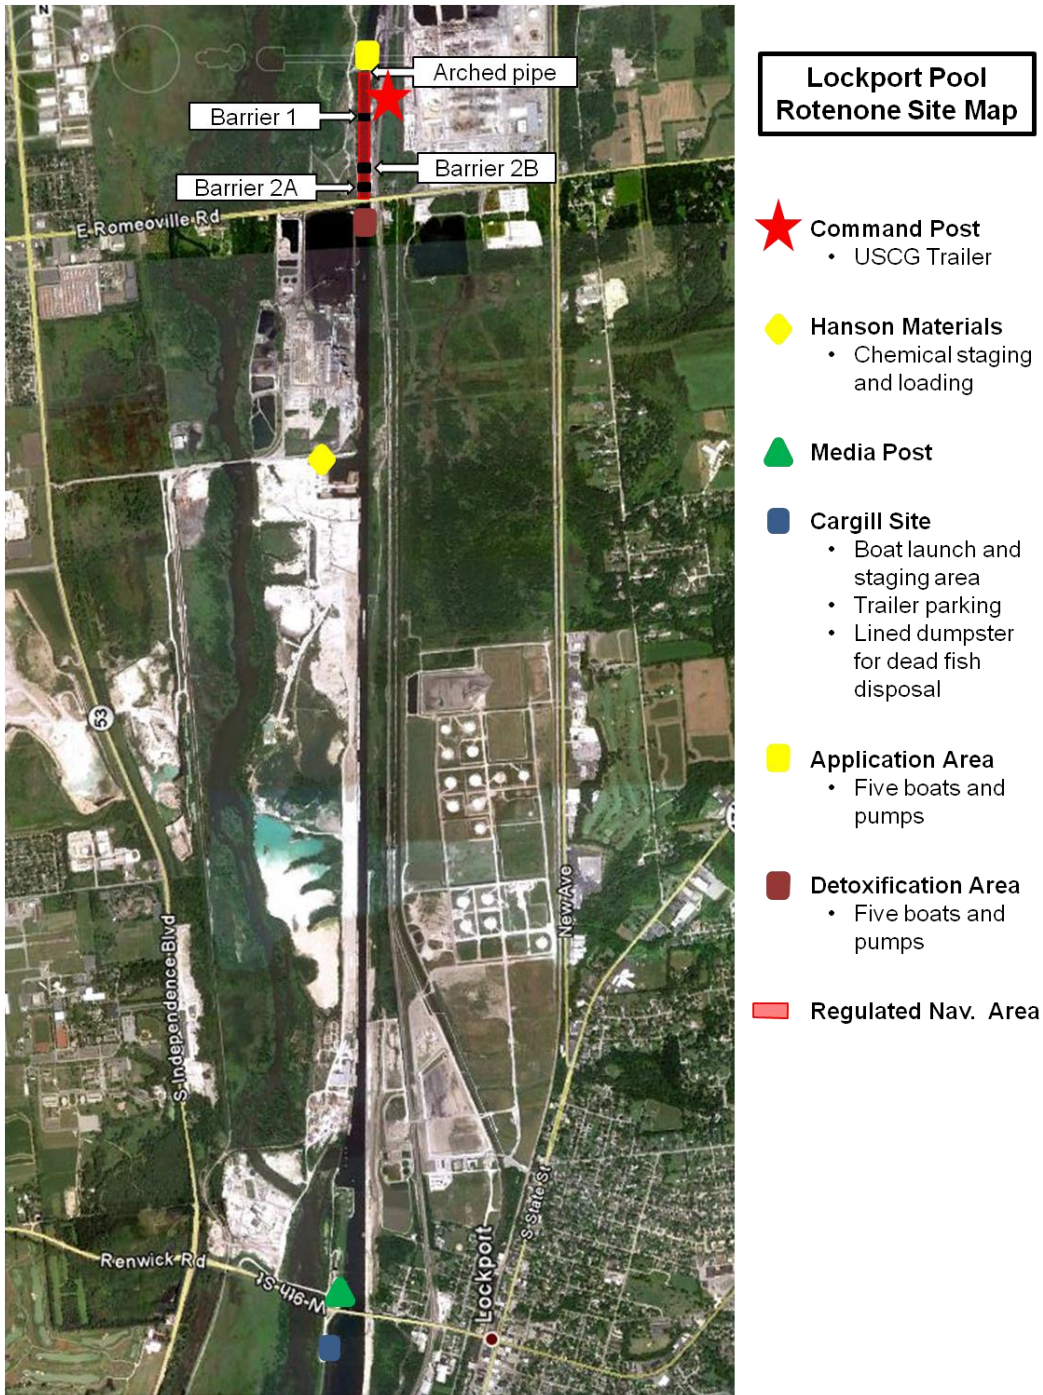 N
Arched pipe
Barrier 1
Barrier 2B
Barrier 2A
E Romeoville Rd
53
S Independence Blvd
New Ave
S State St
Renwick Rd
W 9th St
Lockport
Lockport Pool
Rotenone Site Map
Command Post
• USCG Trailer
Hanson Materials
• Chemical staging
and loading
Media Post
Cargill Site
• Boat launch and
staging area
• Trailer parking
• Lined dumpster
for dead fish
disposal
Application Area
• Five boats and
pumps
Detoxification Area
• Five boats and
pumps
Regulated Nav. Area